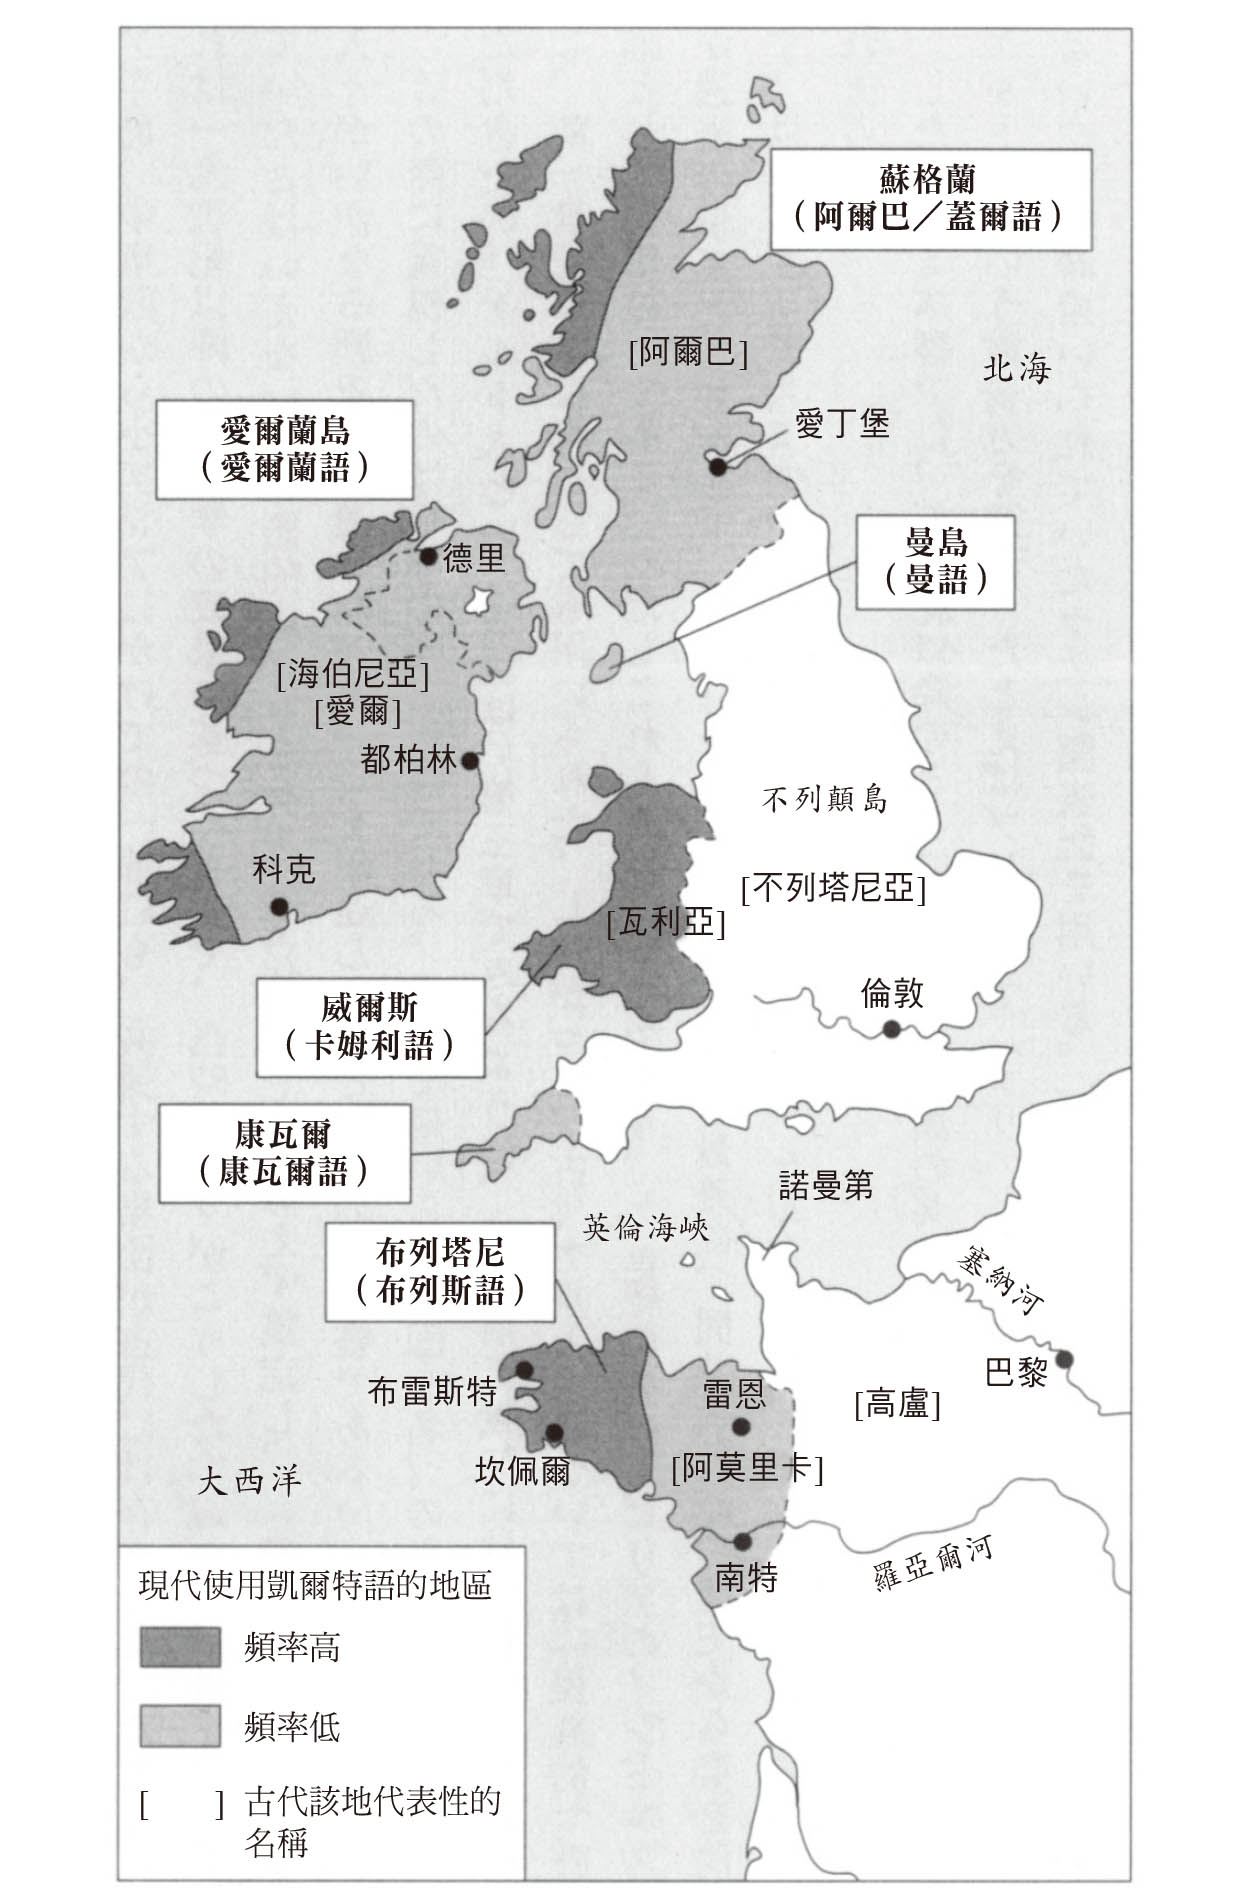 蘇格蘭
（阿爾巴／蓋爾語）
[阿爾巴]
北海
愛丁堡
愛爾蘭島
（愛爾蘭語）
曼島
（曼語）
德里
[海伯尼亞]
[愛爾]
都柏林
不列顛島
科克
[不列塔尼亞]
[瓦利亞]
倫敦
威爾斯
（卡姆利語）
康瓦爾
（康瓦爾語）
諾曼第
英倫海峽
布列塔尼
（布列斯語）
塞納河
巴黎
布雷斯特
雷恩
[高盧]
坎佩爾
[阿莫里卡]
大西洋
羅亞爾河
南特
現代使用凱爾特語的地區
頻率高
頻率低
[　　] 古代該地代表性的
名稱